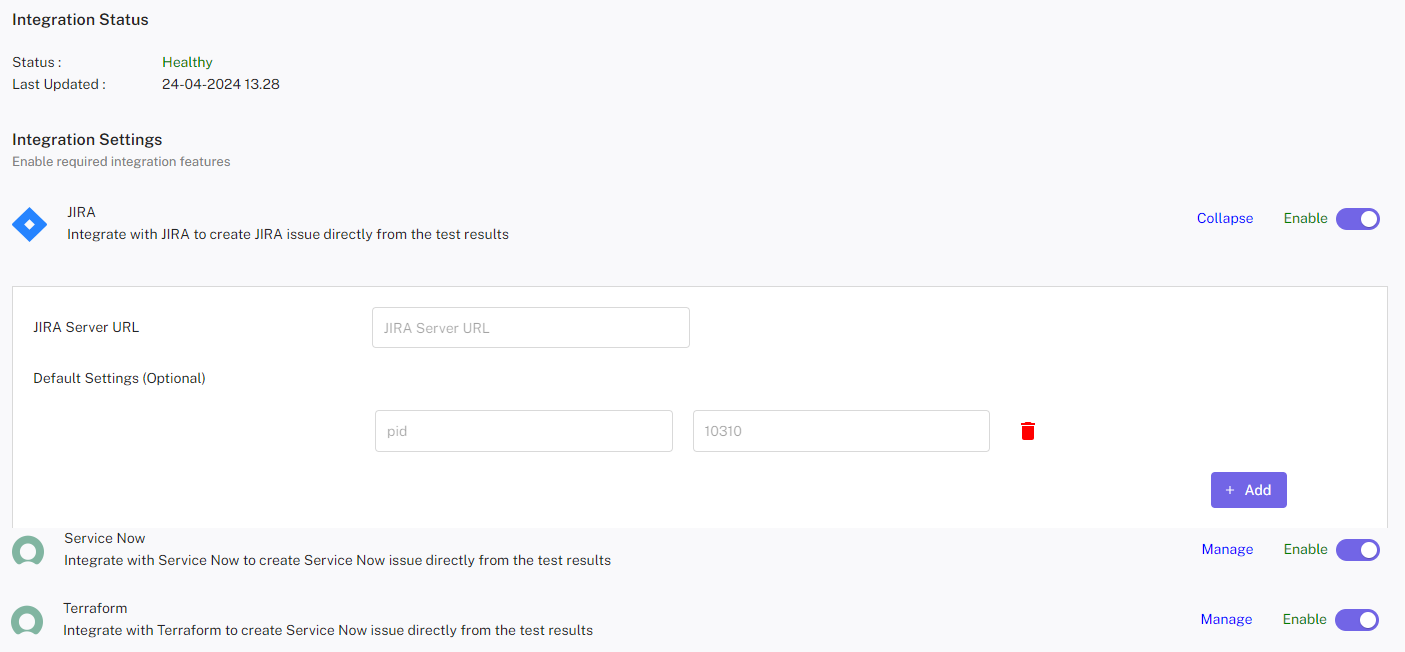 Integration Status
Status : Healthy
Last Updated : 24-04-2024 13.28
Integration Settings
Enable required integration features
JIRA
Integrate with JIRA to create JIRA issue directly from the test results
Collapse Enable
JIRA Server URL JIRA Server URL
Default Settings (Optional)
pid 10310
+ Add
Service Now
Integrate with Service Now to create Service Now issue directly from the test results
Manage Enable
Terraform
Integrate with Terraform to create Service Now issue directly from the test results
Manage Enable